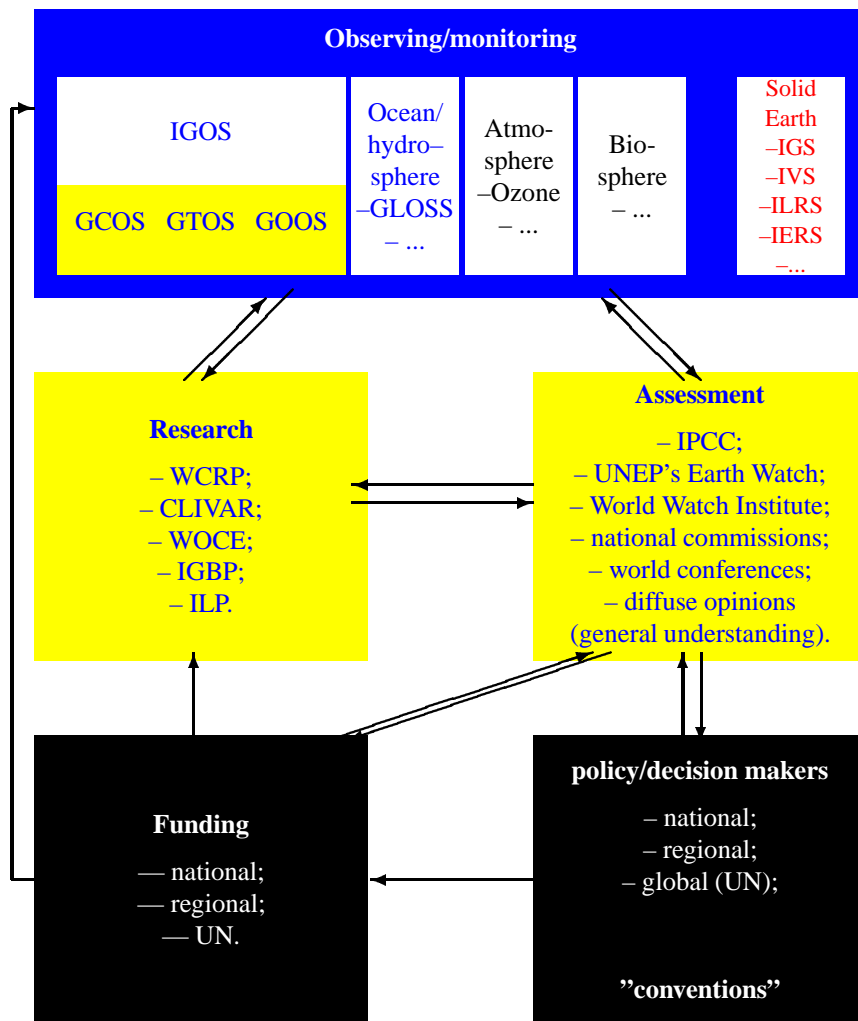 Observing/monitoring
IGOS
GCOS GTOS GOOS
Ocean/
hydro–
sphere
–GLOSS
– ...
Atmo-
sphere
–Ozone
– ...
Bio-
sphere
– ...
Solid
Earth
–IGS
–IVS
–ILRS
–IERS
–...
Research
– WCRP;
– CLIVAR;
– WOCE;
– IGBP;
– ILP.
Assessment
– IPCC;
– UNEP's Earth Watch;
– World Watch Institute;
– national commissions;
– world conferences;
– diffuse opinions
(general understanding).
Funding
— national;
— regional;
— UN.
policy/decision makers
– national;
– regional;
– global (UN);
”conventions”